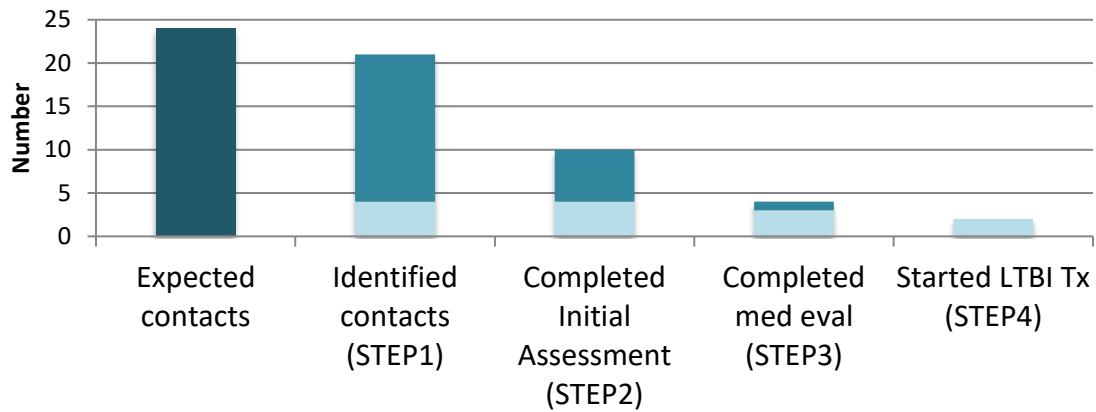 25
20
15
10
5
0
Number
Expected
contacts
Identified
contacts
(STEP1)
Completed
Initial
Assessment
(STEP2)
Completed
med eval
(STEP3)
Started LTBI Tx
(STEP4)